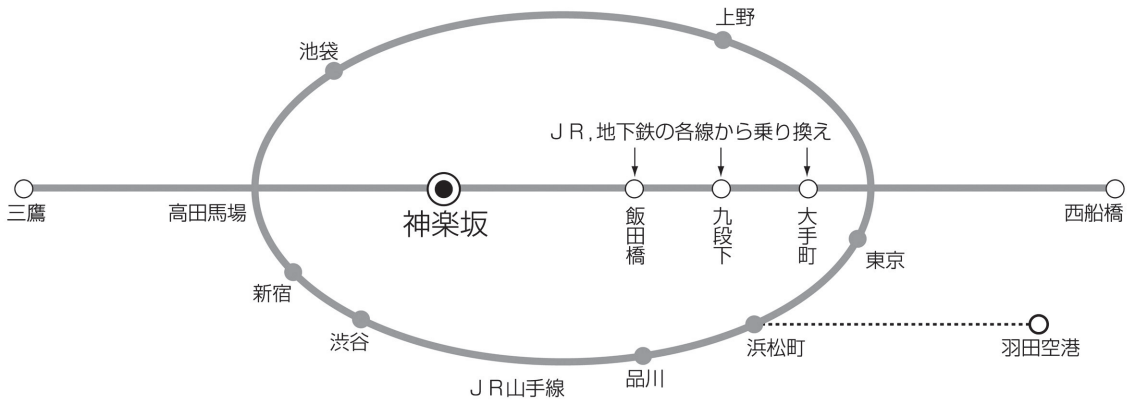 上野
池袋
JR,地下鉄の各線から乗り換え
三鷹
高田馬場
神楽坂
飯田橋
九段下
大手町
西船橋
東京
新宿
渋谷
浜松町
羽田空港
品川
JR山手線